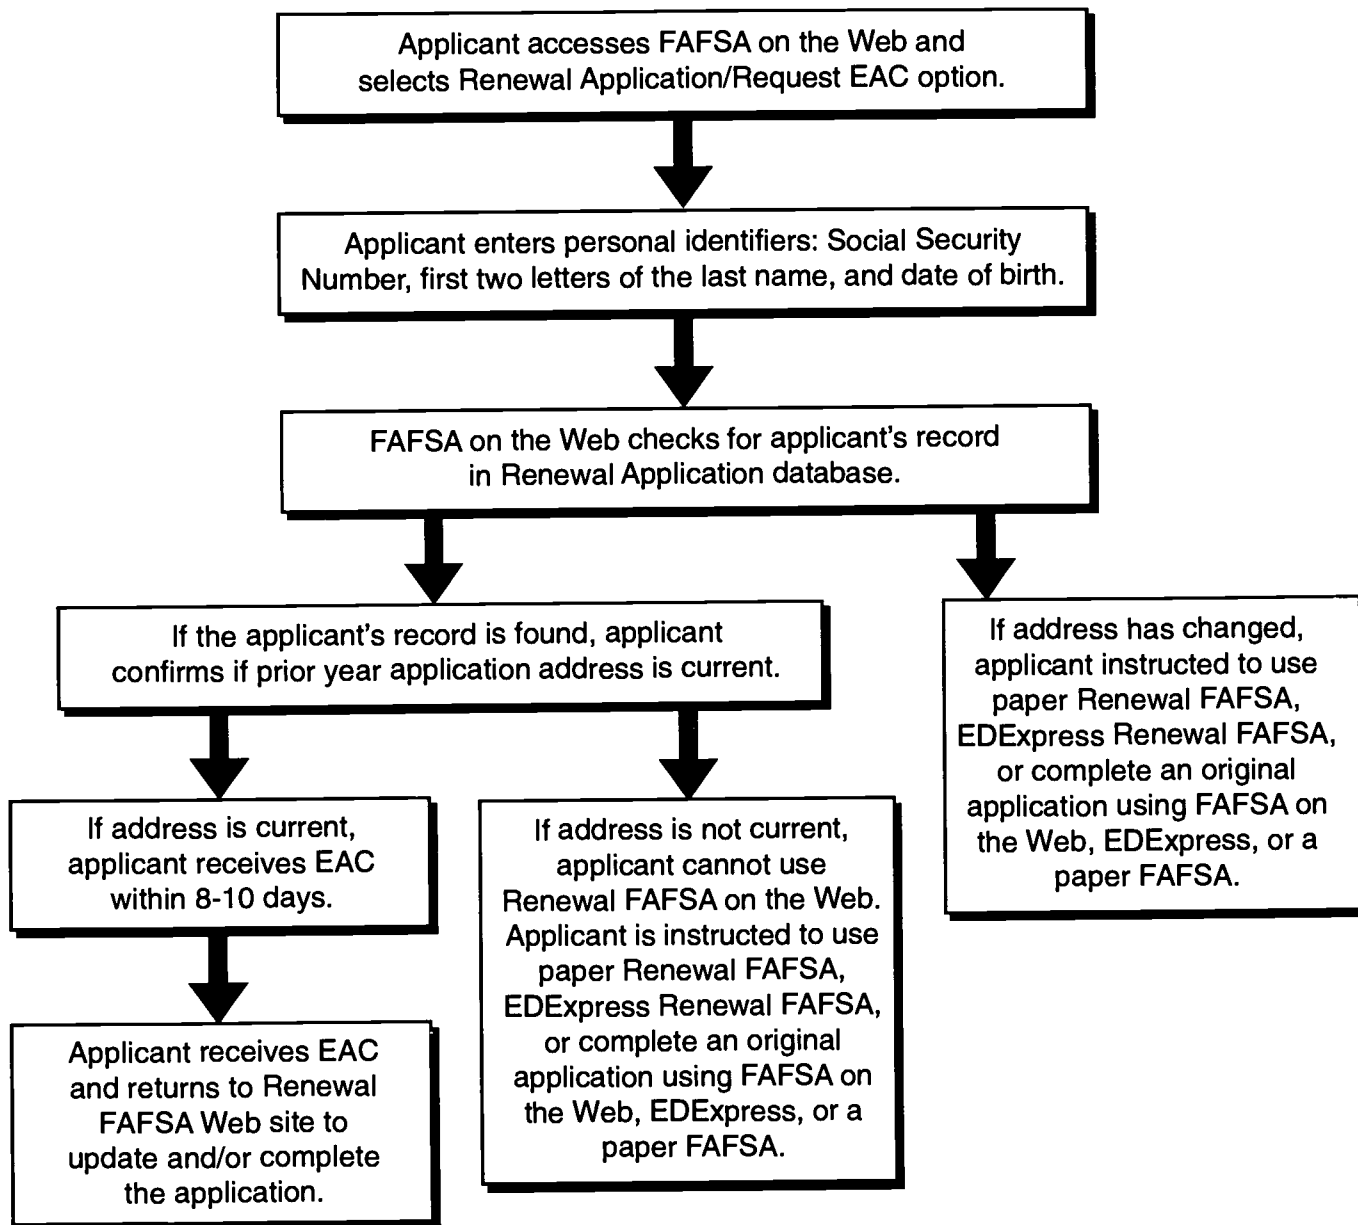 Applicant accesses FAFSA on the Web and
selects Renewal Application/Request EAC option.
Applicant enters personal identifiers: Social Security
Number, first two letters of the last name, and date of birth.
FAFSA on the Web checks for applicant's record
in Renewal Application database.
If the applicant's record is found, applicant
confirms if prior year application address is current.
If address has changed,
applicant instructed to use
paper Renewal FAFSA,
EDExpress Renewal FAFSA,
or complete an original
application using FAFSA on
the Web, EDExpress, or a
paper FAFSA.
If address is current,
applicant receives EAC
within 8-10 days.
If address is not current,
applicant cannot use
Renewal FAFSA on the Web.
Applicant is instructed to use
paper Renewal FAFSA,
EDExpress Renewal FAFSA,
or complete an original
application using FAFSA on
the Web, EDExpress, or a
paper FAFSA.
Applicant receives EAC
and returns to Renewal
FAFSA Web site to
update and/or complete
the application.